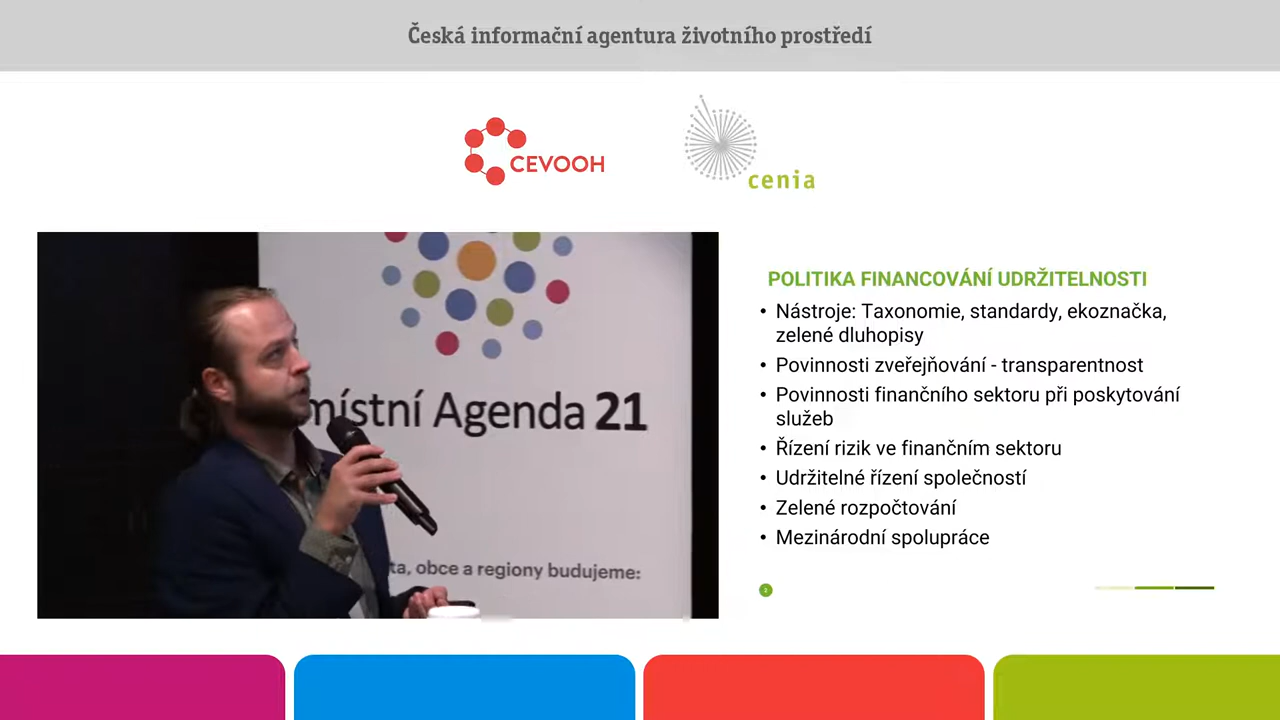 Česká informační agentura životního prostředí
CEVOOH
cenia
místní Agenda 21
ta, obce a regiony budujeme:
POLITIKA FINANCOVÁNÍ UDRŽITELNOSTI
• Nástroje: Taxonomie, standardy, ekoznačka,
zelené dluhopisy
• Povinnosti zveřejňování - transparentnost
• Povinnosti finančního sektoru při poskytování
služeb
• Řízení rizik ve finančním sektoru
• Udržitelné řízení společností
• Zelené rozpočtování
• Mezinárodní spolupráce
2